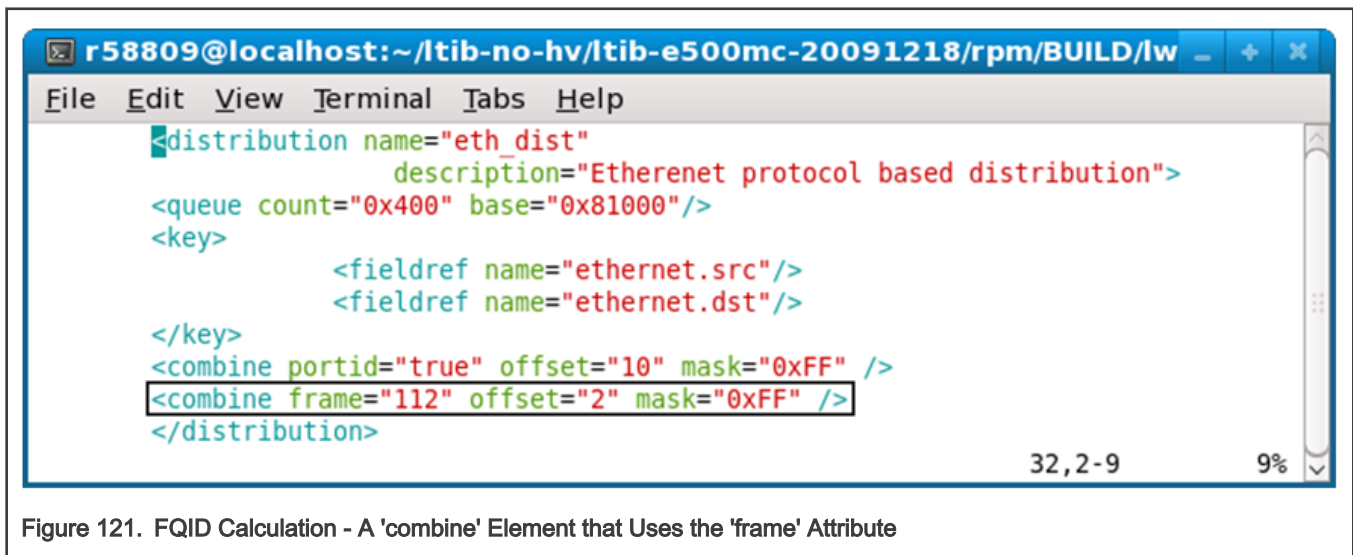 r58809@localhost:~/ltib-no-hv/ltib-e500mc-20091218/rpm/BUILD/lw
File Edit View Terminal Tabs Help
<distribution name="eth_dist"
description="Etherenet protocol based distribution">
<queue count="0x400" base="0x81000"/>
<key>
<fieldref name="ethernet.src"/>
<fieldref name="ethernet.dst"/>
</key>
<combine portid="true" offset="10" mask="0xFF" />
<combine frame="112" offset="2" mask="0xFF" />
</distribution>
32,2-9 9%
Figure 121. FQID Calculation - A 'combine' Element that Uses the 'frame' Attribute